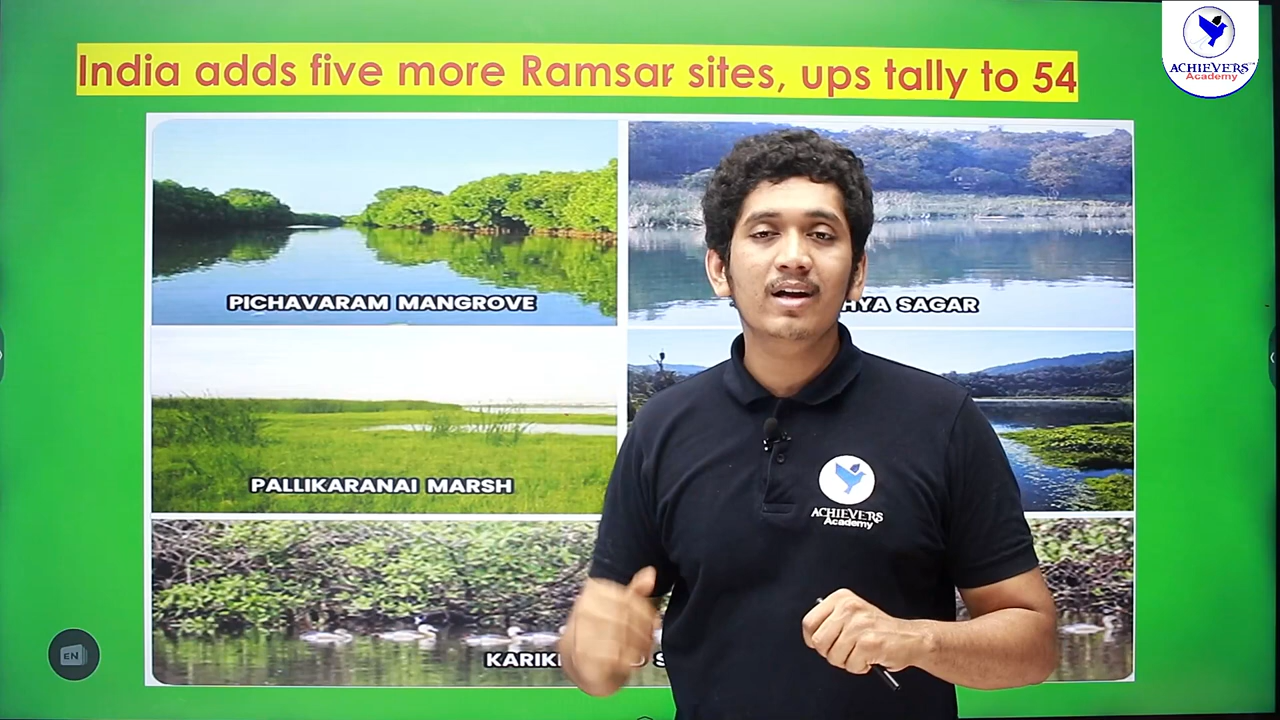 India adds five more Ramsar sites, ups tally to 54
ACHIEVERS
Academy
PICHAVARAM MANGROVE
HYA SAGAR
PALLIKARANAI MARSH
ACHIEVERS
Academy
EN